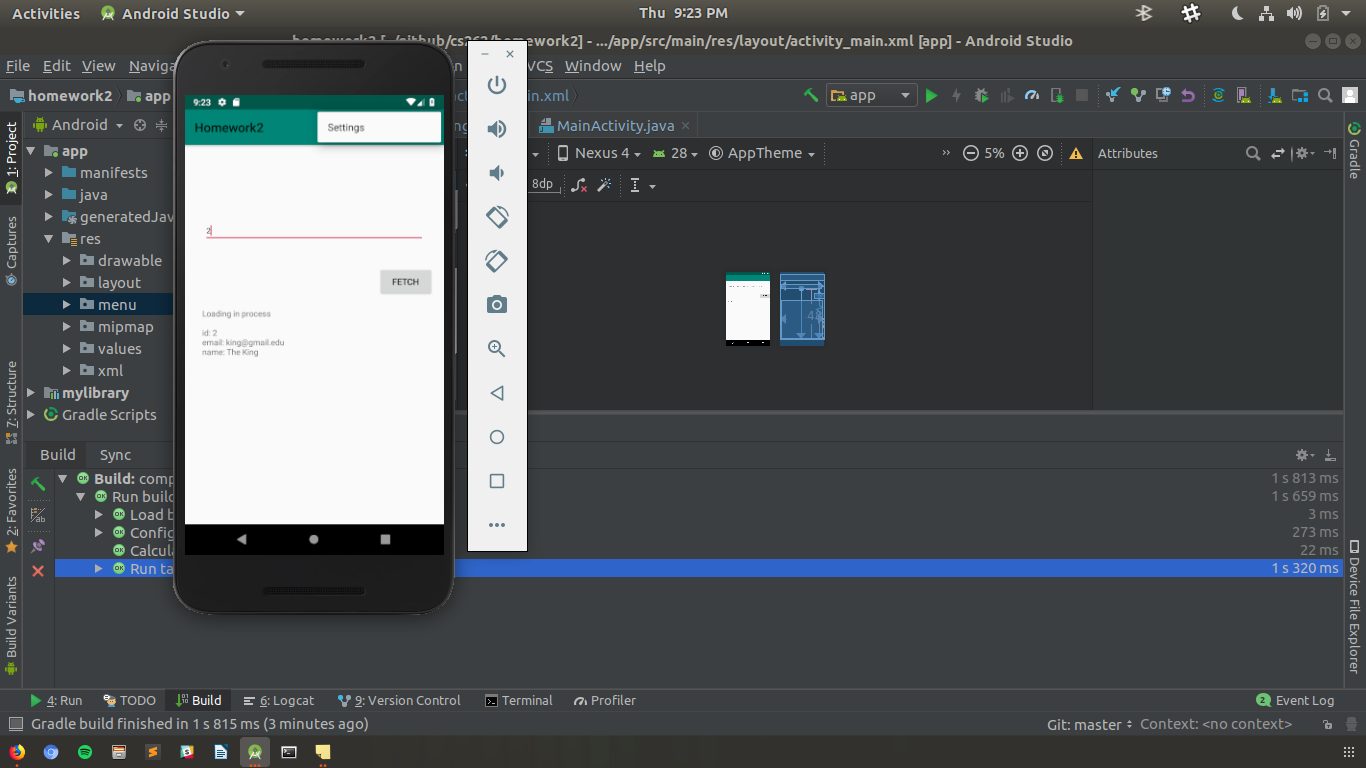 Activities Android Studio Thu 9:23 PM
homework2 [~/github/cs262/homework2] - .../app/src/main/res/layout/activity_main.xml [app] - Android Studio
File Edit View Naviga VCS Window Help
homework2 app in.xml app
Android MainActivity.java
Nexus 4 28 AppTheme 5% Attributes
8dp
app
manifests
java
generatedJav
res
drawable
layout
menu
mipmap
values
xml
mylibrary
Gradle Scripts
1: Project
Captures
7: Structure
2: Favorites
Build Variants
9:23
Homework2 Settings
2
FETCH
Loading in process
id: 2
email: king@gmail.edu
name: The King
Gradle
Device File Explorer
Build Sync
Build: comp 1 s 813 ms
Run build 1 s 659 ms
Load b 3 ms
Config 273 ms
Calcula 22 ms
Run ta 1 s 320 ms
4: Run TODO Build 6: Logcat 9: Version Control Terminal Profiler 2 Event Log
Gradle build finished in 1 s 815 ms (3 minutes ago) Git: master Context: <no context>